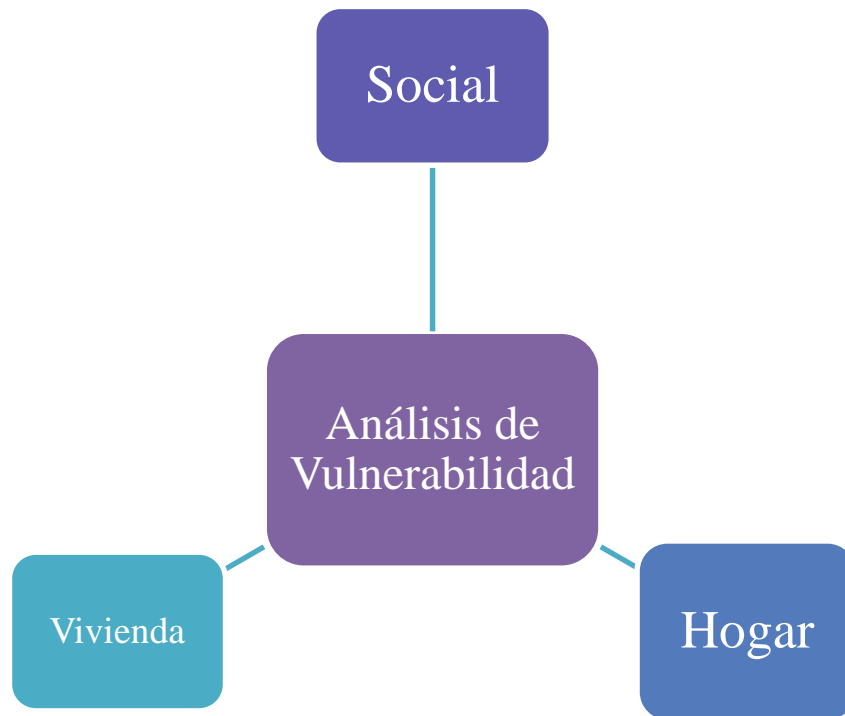 Social
Análisis de
Vulnerabilidad
Vivienda
Hogar